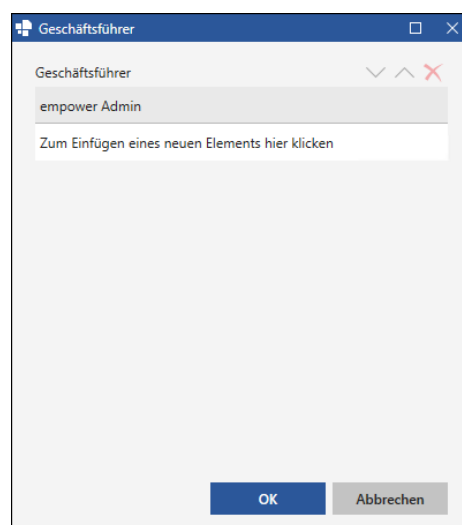 Geschäftsführer
Geschäftsführer
empower Admin
Zum Einfügen eines neuen Elements hier klicken
OK
Abbrechen